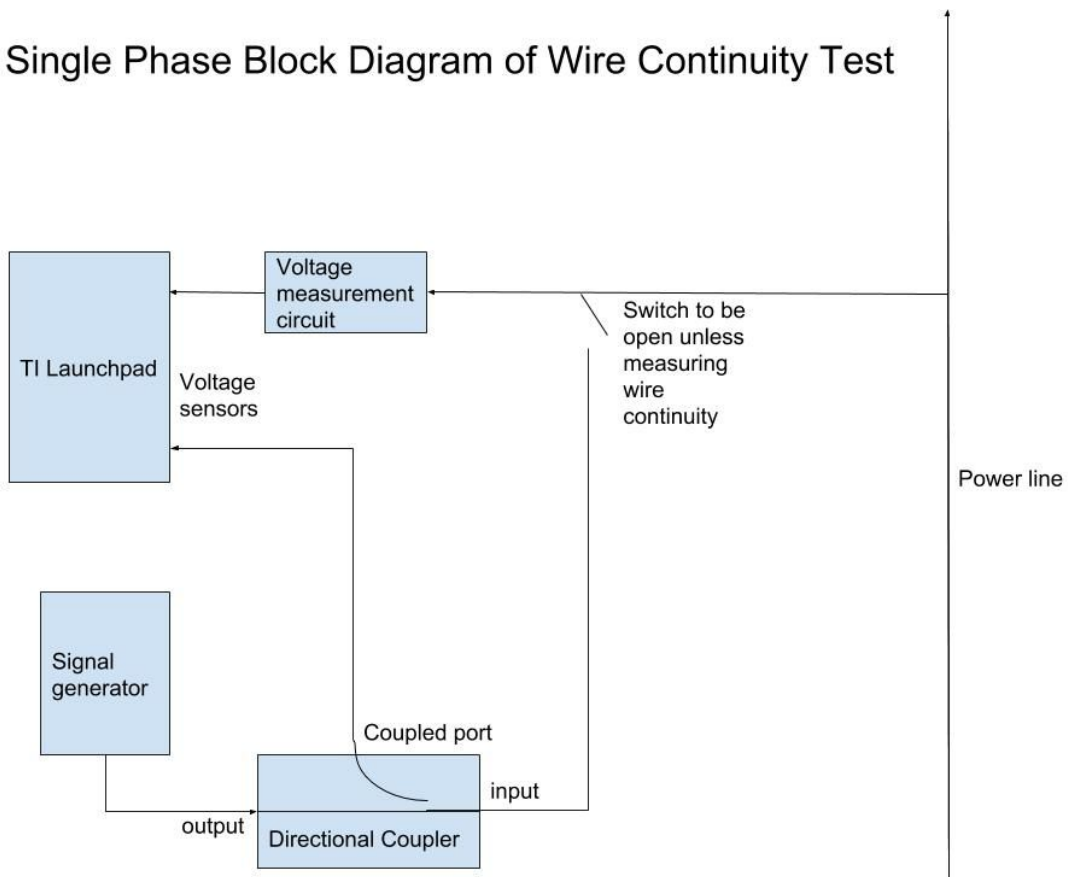 Single Phase Block Diagram of Wire Continuity Test
Voltage
measurement
circuit
Switch to be
open unless
measuring
wire
continuity
TI Launchpad
Voltage
sensors
Power line
Signal
generator
Coupled port
input
output
Directional Coupler